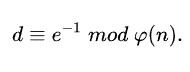 d ≡ e⁻¹ mod φ(n).